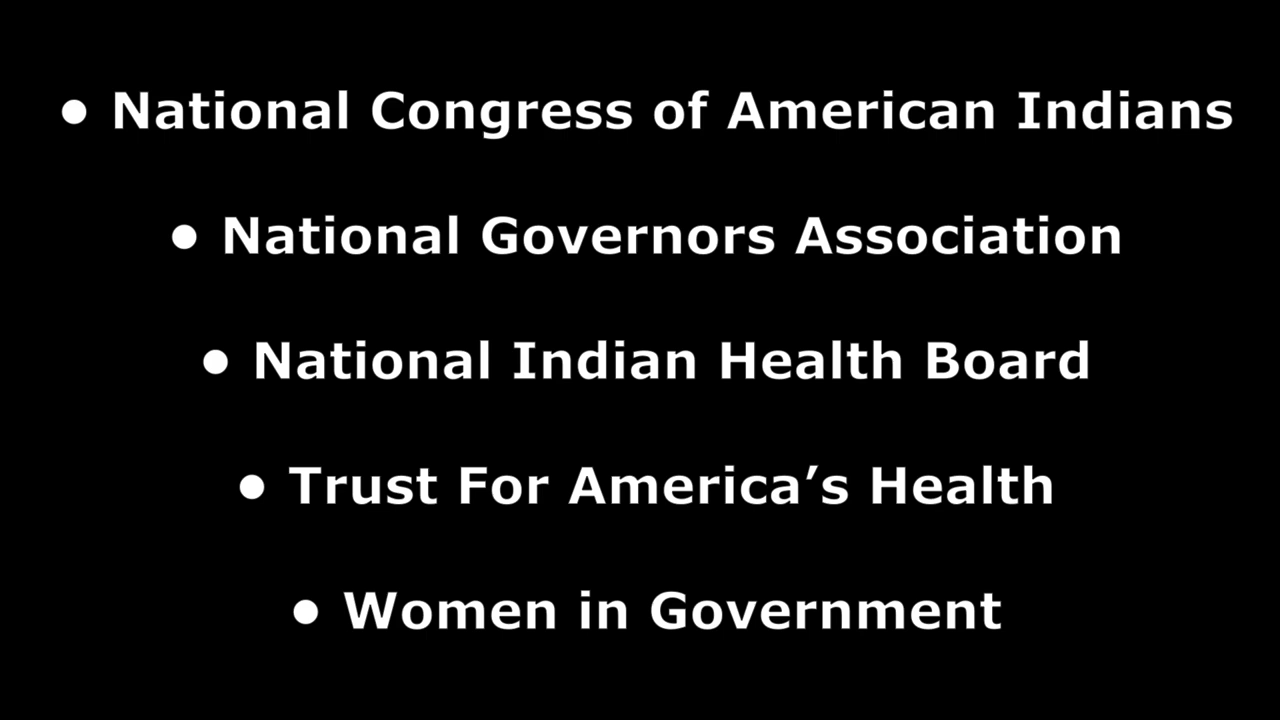 • National Congress of American Indians
• National Governors Association
• National Indian Health Board
• Trust For America’s Health
• Women in Government